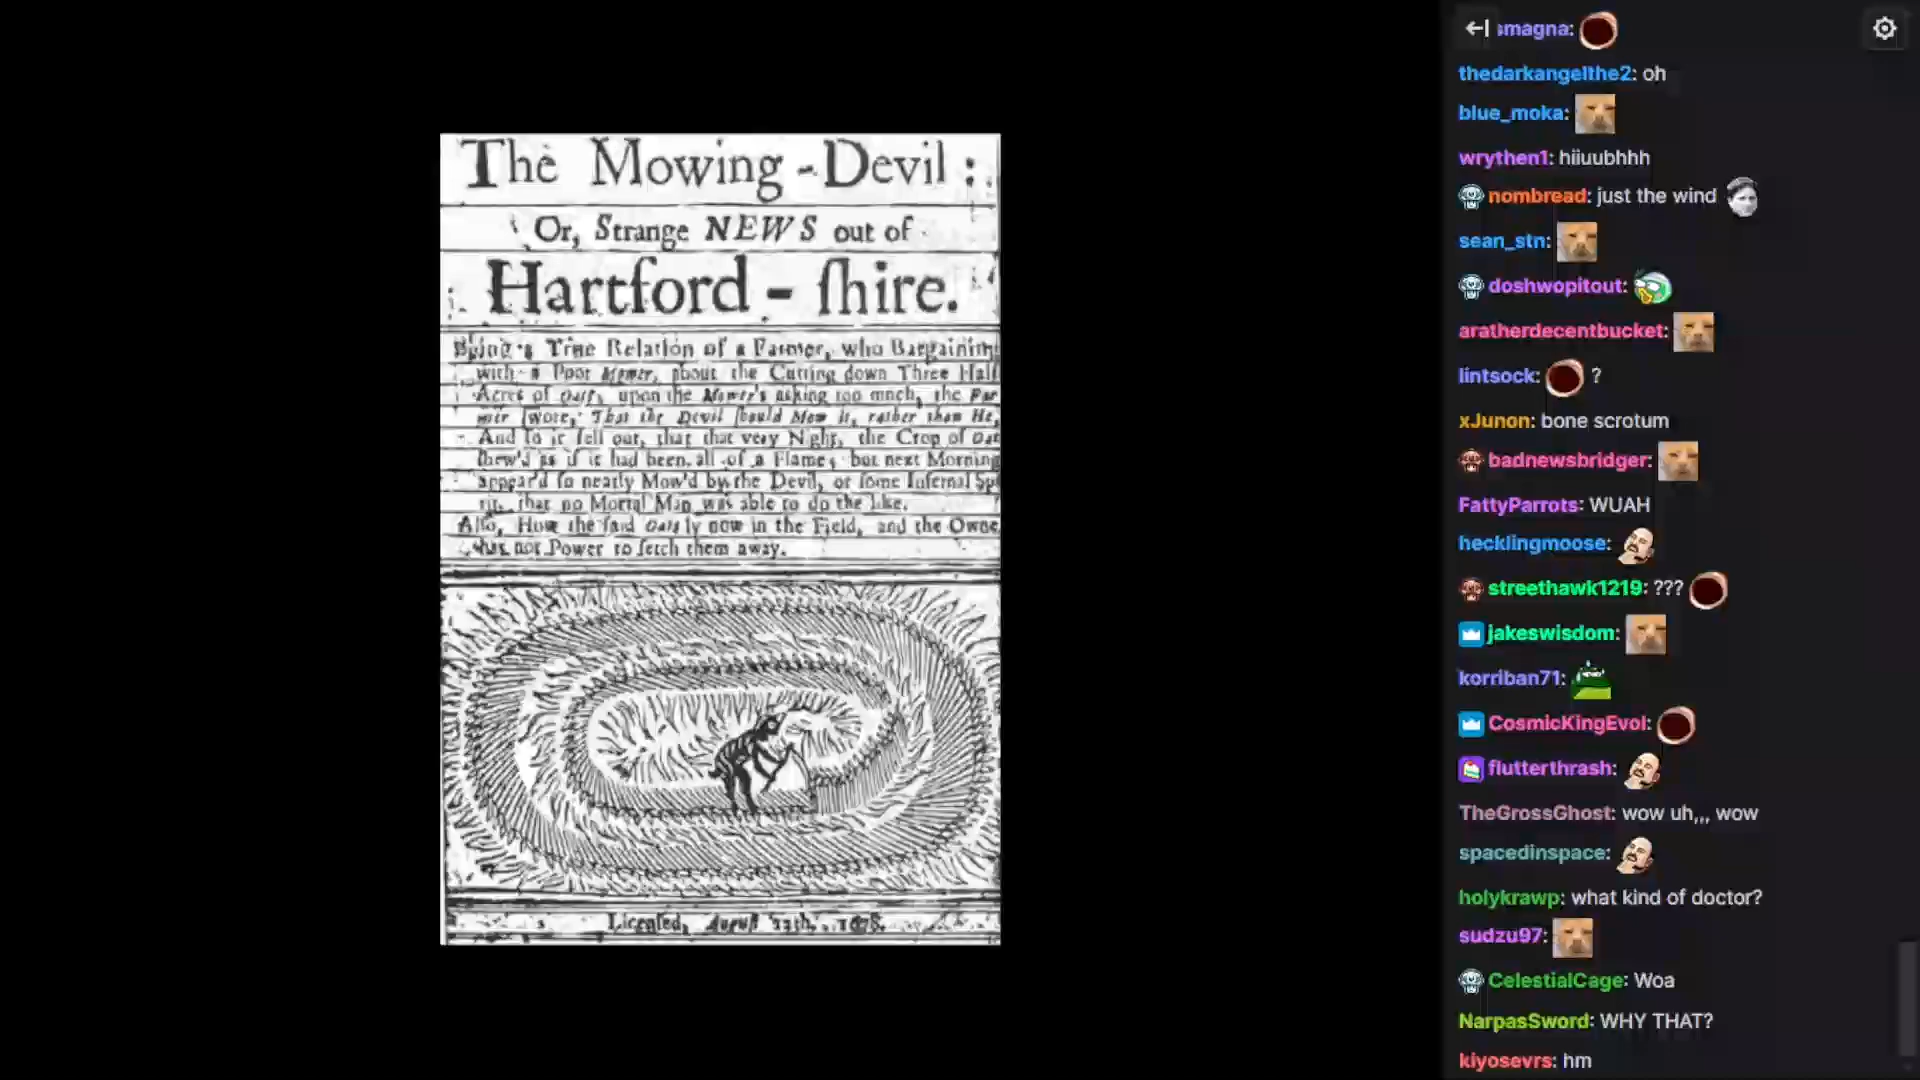 The Mowing-Devil:
Or, Strange NEWS out of
Hartford-ſhire.
Being a True Relation of a Farmer, who Bargaining
with a Poor Mower, about the Cutting down Three Half
Acres of Oats, upon the Mower's asking too much, the Far
mer ſwore, That the Devil ſhould Mow it, rather than He,
And ſo it fell out, that that very Night, the Crop of Oat
ſhew'd as if it had been all of a Flame, but next Morning
appear'd ſo neatly Mow'd by the Devil, or ſome Infernal Spi
rit, that no Mortal Man was able to do the like.
Alſo, How the ſaid Oats ly now in the Field, and the Owne
has not Power to fetch them away.
Licenſed, Auguſt 22th. 1678.
smagna:
thedarkangelthe2: oh
blue_moka:
wrythen1: hiiuubhhh
nombread: just the wind
sean_stn:
doshwopitout:
aratherdecentbucket:
lintsock: ?
xJunon: bone scrotum
badnewsbridger:
FattyParrots: WUAH
hecklingmoose:
streethawk1219: ???
jakeswisdom:
korriban71:
CosmicKingEvol:
flutterthrash:
TheGrossGhost: wow uh,,, wow
spacedinspace:
holykrawp: what kind of doctor?
sudzu97:
CelestialCage: Woa
NarpasSword: WHY THAT?
kiyosevrs: hm